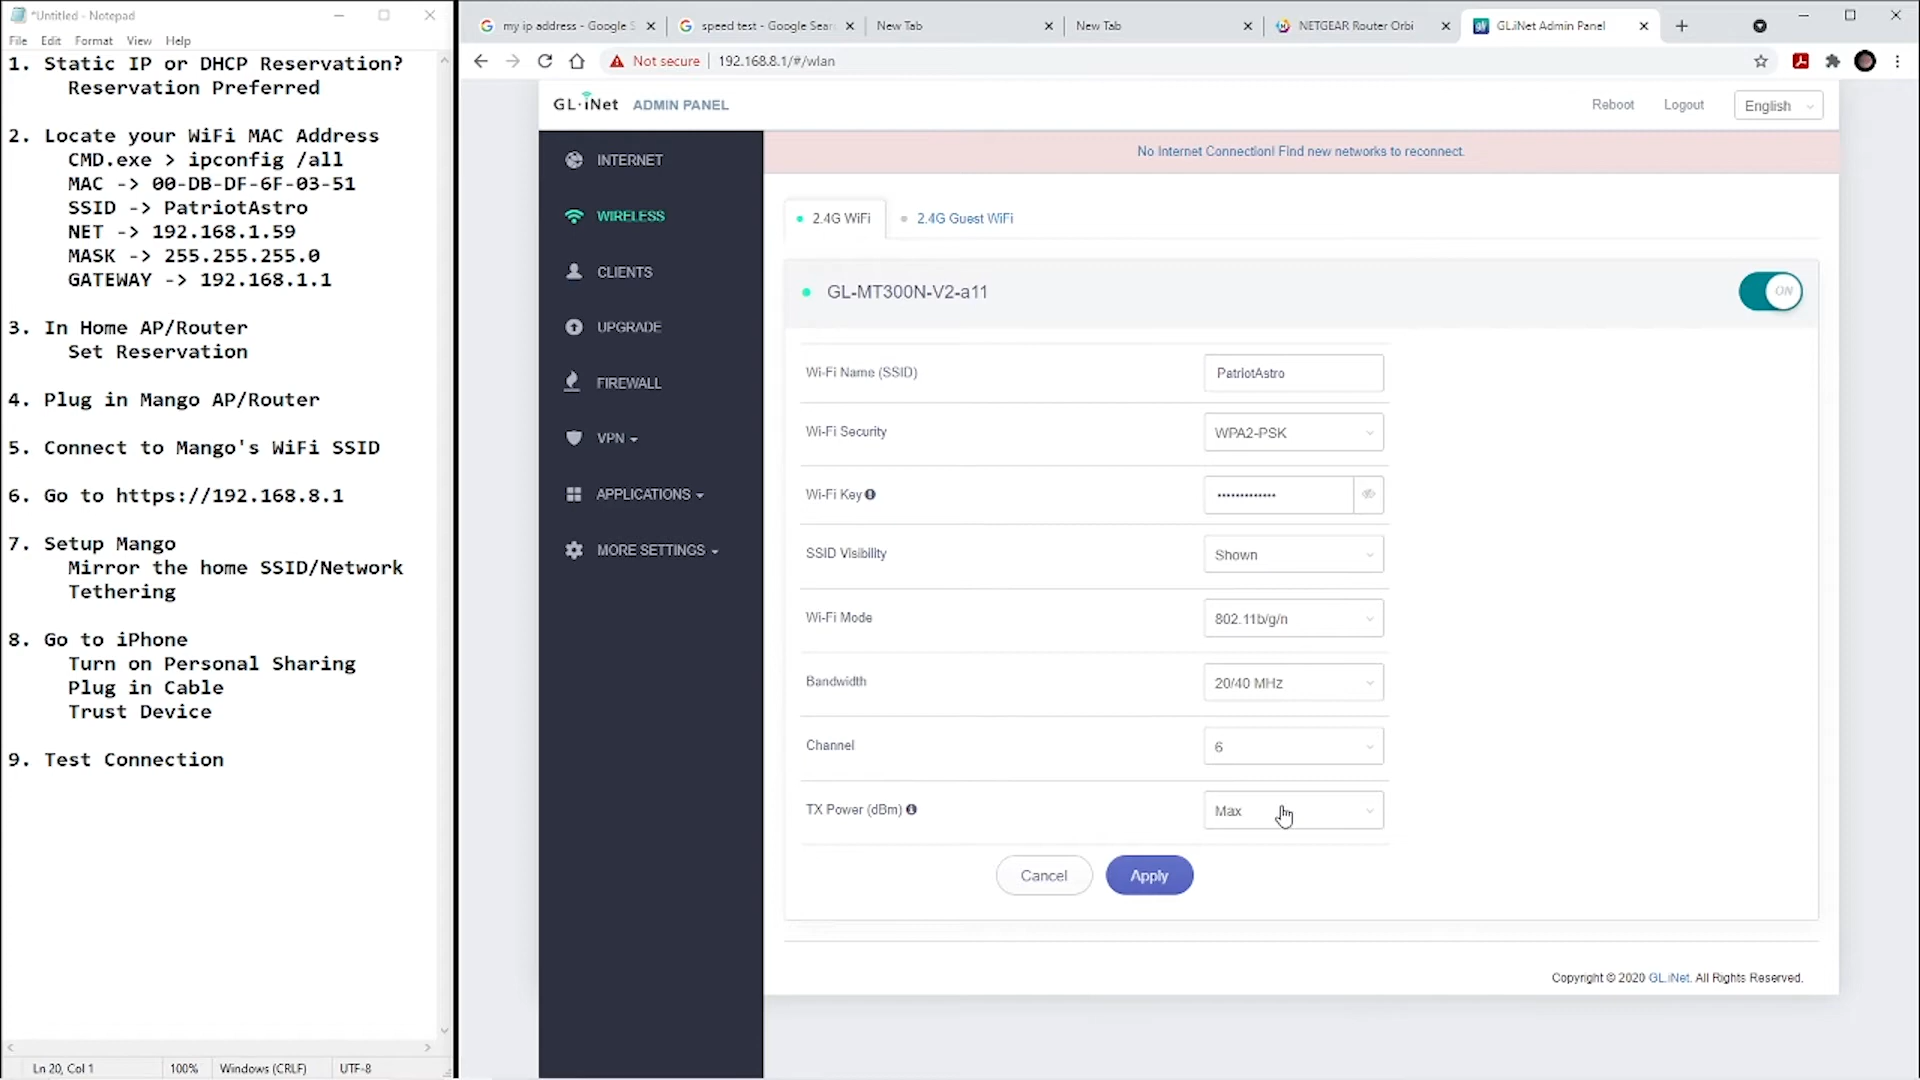 *Untitled - Notepad
File Edit Format View Help
1. Static IP or DHCP Reservation?
Reservation Preferred
2. Locate your WiFi MAC Address
CMD.exe > ipconfig /all
MAC -> 00-DB-DF-6F-03-51
SSID -> PatriotAstro
NET -> 192.168.1.59
MASK -> 255.255.255.0
GATEWAY -> 192.168.1.1
3. In Home AP/Router
Set Reservation
4. Plug in Mango AP/Router
5. Connect to Mango's WiFi SSID
6. Go to https://192.168.8.1
7. Setup Mango
Mirror the home SSID/Network
Tethering
8. Go to iPhone
Turn on Personal Sharing
Plug in Cable
Trust Device
9. Test Connection
Ln 20, Col 1 100% Windows (CRLF) UTF-8
my ip address - Google S speed test - Google Sear New Tab New Tab NETGEAR Router Orbi GL.iNet Admin Panel
Not secure 192.168.8.1/#/wlan
GL·iNet ADMIN PANEL Reboot Logout English
INTERNET
WIRELESS
CLIENTS
UPGRADE
FIREWALL
VPN
APPLICATIONS
MORE SETTINGS
No Internet Connection! Find new networks to reconnect.
2.4G WiFi 2.4G Guest WiFi
GL-MT300N-V2-a11 ON
Wi-Fi Name (SSID) PatriotAstro
Wi-Fi Security WPA2-PSK
Wi-Fi Key •••••••••••••
SSID Visibility Shown
Wi-Fi Mode 802.11b/g/n
Bandwidth 20/40 MHz
Channel 6
TX Power (dBm) Max
Cancel Apply
Copyright © 2020 GL.iNet. All Rights Reserved.